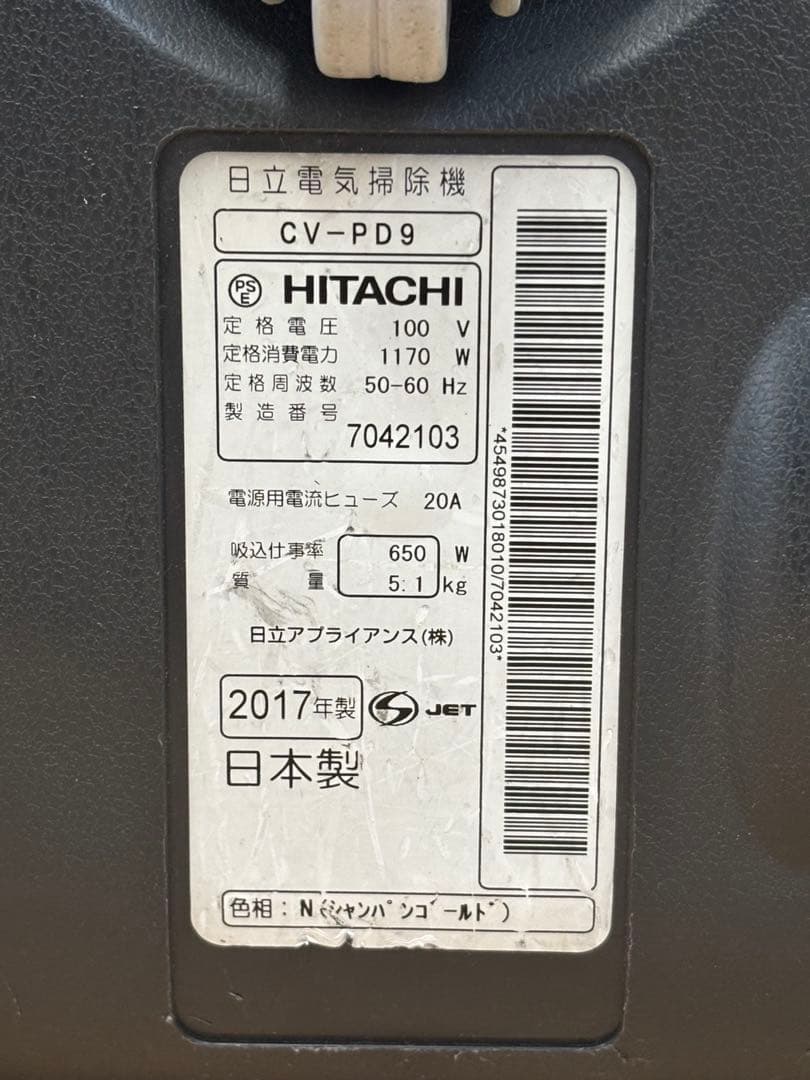 日立電気掃除機
CV-PD9
PSE HITACHI
定格電圧 100 V
定格消費電力 1170 W
定格周波数 50-60 Hz
製造番号
7042103
電源用電流ヒューズ 20A
吸込仕事率 650 W
質量 5.1 kg
日立アプライアンス(株)
2017年製 S JET
日本製
色相：N(シャンパンゴールド)
*4549873018010/7042103*